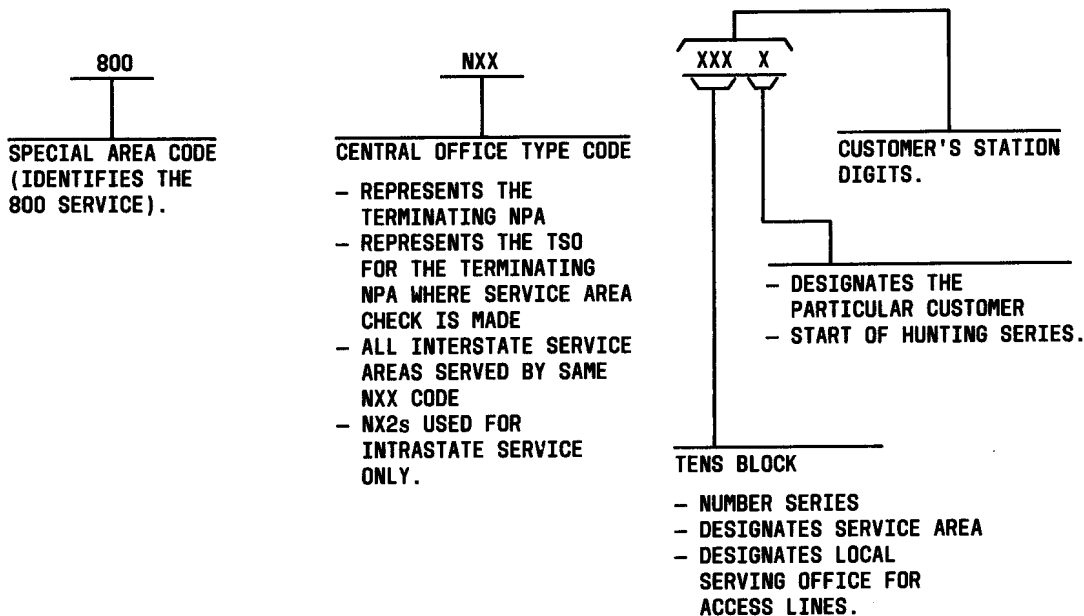 800
SPECIAL AREA CODE
(IDENTIFIES THE
800 SERVICE).
NXX
CENTRAL OFFICE TYPE CODE
– REPRESENTS THE
TERMINATING NPA
– REPRESENTS THE TSO
FOR THE TERMINATING
NPA WHERE SERVICE AREA
CHECK IS MADE
– ALL INTERSTATE SERVICE
AREAS SERVED BY SAME
NXX CODE
– NX2s USED FOR
INTRASTATE SERVICE
ONLY.
XXX X
CUSTOMER'S STATION
DIGITS.
– DESIGNATES THE
PARTICULAR CUSTOMER
– START OF HUNTING SERIES.
TENS BLOCK
– NUMBER SERIES
– DESIGNATES SERVICE AREA
– DESIGNATES LOCAL
SERVING OFFICE FOR
ACCESS LINES.